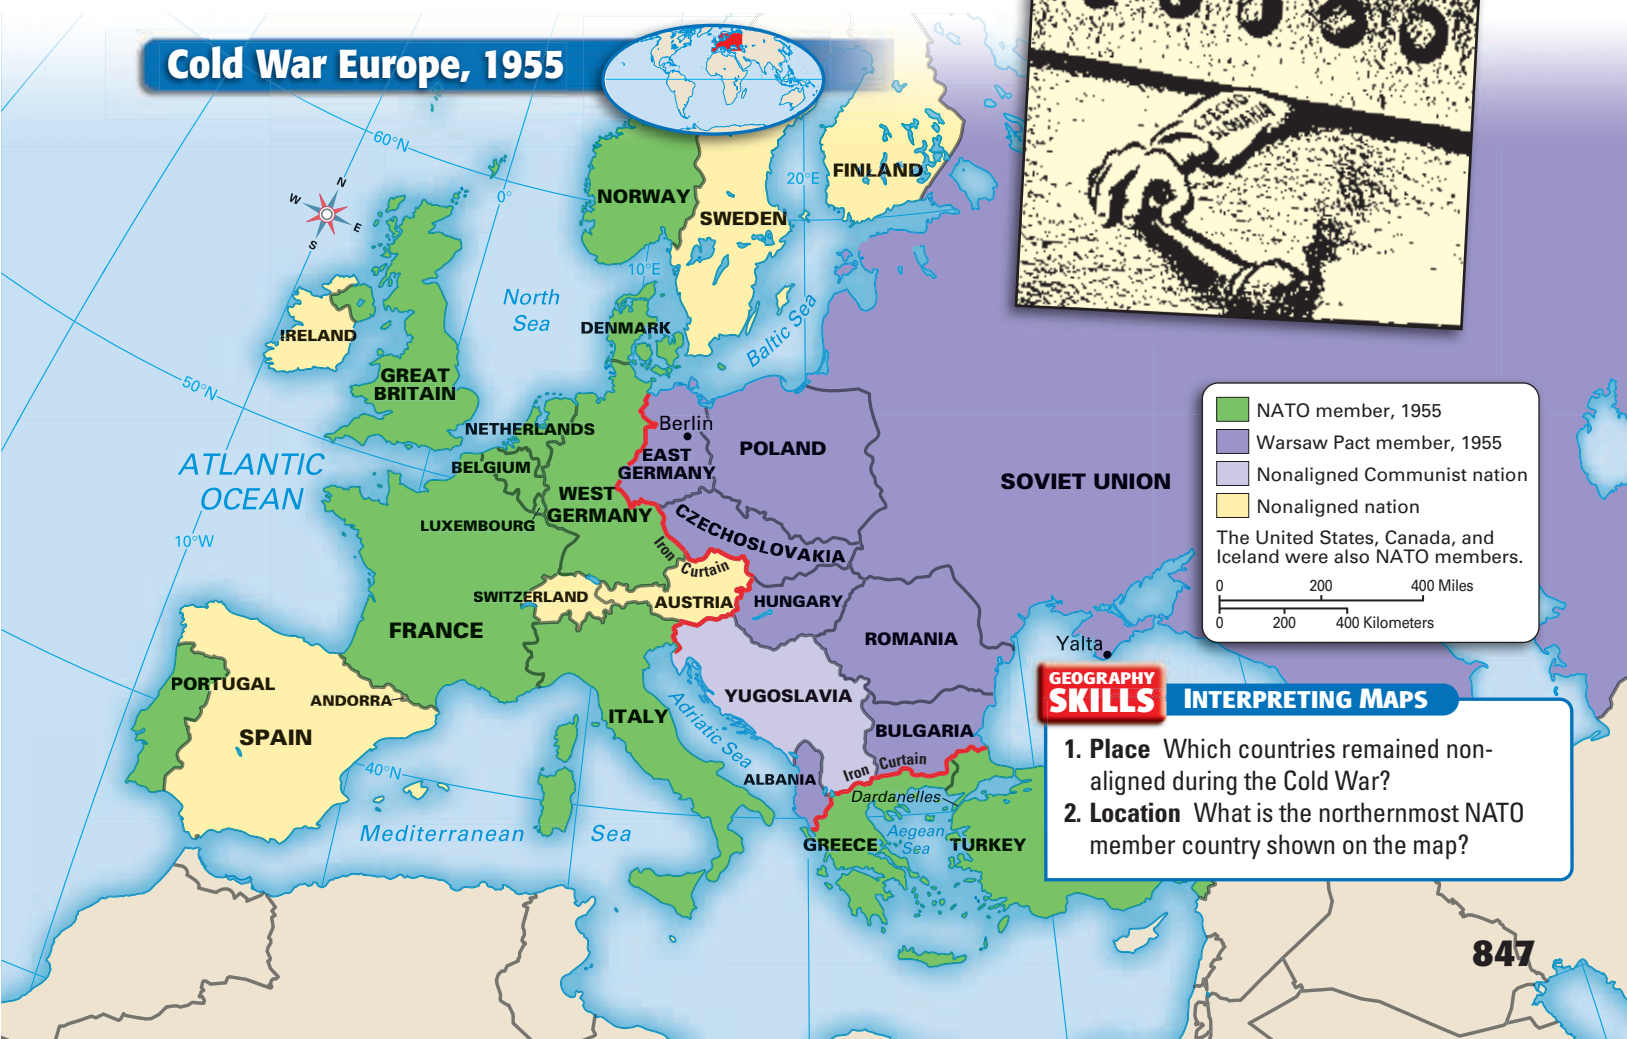 Cold War Europe, 1955
CZECHO
SLOVAKIA
60°N
0°
20°E
10°E
50°N
10°W
40°N
N
W
E
S
NORWAY
SWEDEN
FINLAND
North
Sea
DENMARK
Baltic Sea
IRELAND
GREAT
BRITAIN
NETHERLANDS
BELGIUM
LUXEMBOURG
WEST
GERMANY
Berlin
EAST
GERMANY
POLAND
SOVIET UNION
ATLANTIC
OCEAN
CZECHOSLOVAKIA
Iron Curtain
SWITZERLAND
AUSTRIA
HUNGARY
FRANCE
ROMANIA
Yalta
PORTUGAL
ANDORRA
SPAIN
ITALY
Adriatic Sea
YUGOSLAVIA
BULGARIA
ALBANIA
Iron Curtain
Dardanelles
Aegean
Sea
GREECE
TURKEY
Mediterranean Sea
NATO member, 1955
Warsaw Pact member, 1955
Nonaligned Communist nation
Nonaligned nation
The United States, Canada, and
Iceland were also NATO members.
0 200 400 Miles
0 200 400 Kilometers
GEOGRAPHY
SKILLS
INTERPRETING MAPS
1. Place Which countries remained non-
aligned during the Cold War?
2. Location What is the northernmost NATO
member country shown on the map?
847